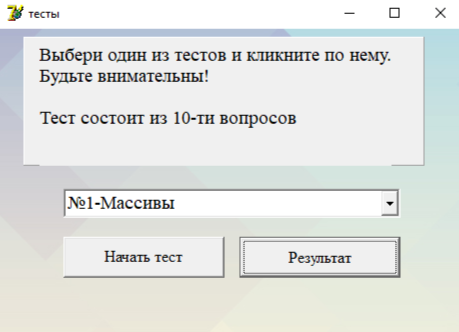 тесты
Выбери один из тестов и кликните по нему.
Будьте внимательны!
Тест состоит из 10-ти вопросов
№1-Массивы
Начать тест
Результат